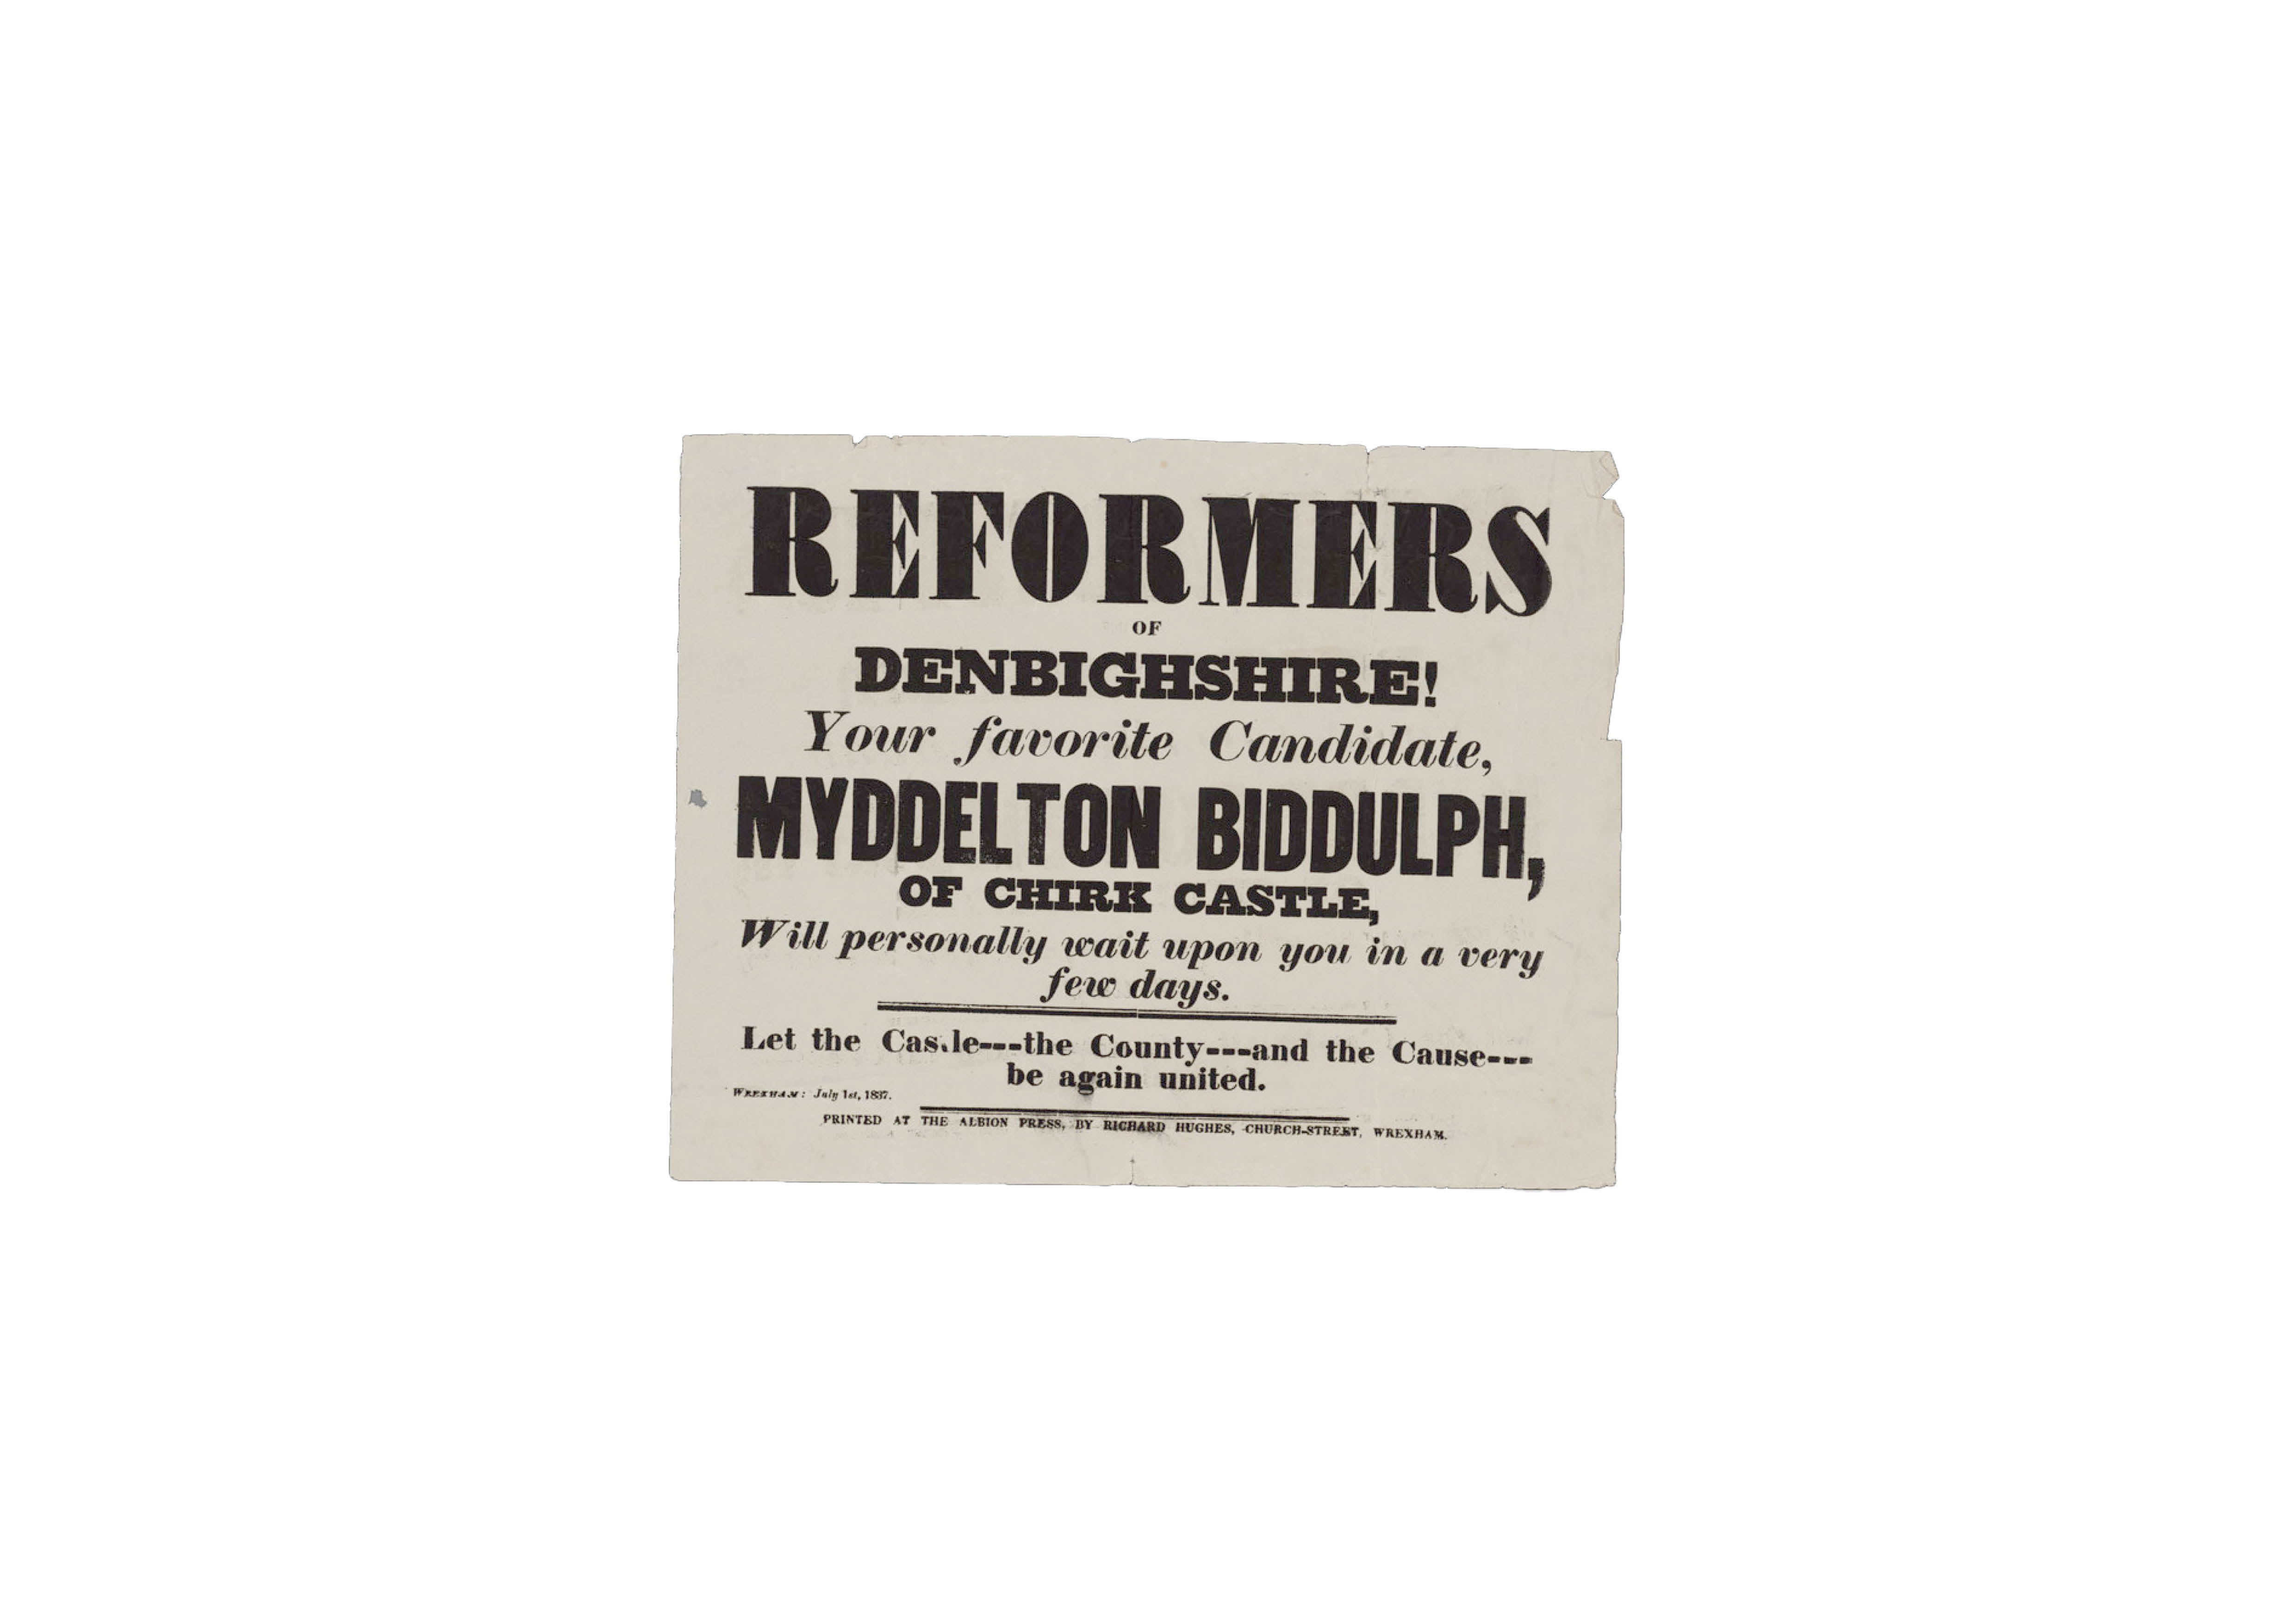 REFORMERS
OF
DENBIGHSHIRE!
Your favorite Candidate,
MYDDELTON BIDDULPH,
OF CHIRK CASTLE,
Will personally wait upon you in a very
few days.
Let the Castle---the County---and the Cause---
be again united.
WREXHAM: July 1st, 1837.
PRINTED AT THE ALBION PRESS, BY RICHARD HUGHES, CHURCH-STREET, WREXHAM.